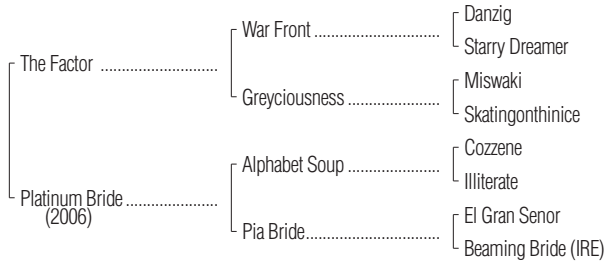 Danzig
War Front ..............................
Starry Dreamer
The Factor ............................
Miswaki
Greyciousness ......................
Skatingonthinice
Cozzene
Alphabet Soup ......................
Illiterate
Platinum Bride ......................
(2006)
El Gran Senor
Pia Bride................................
Beaming Bride (IRE)